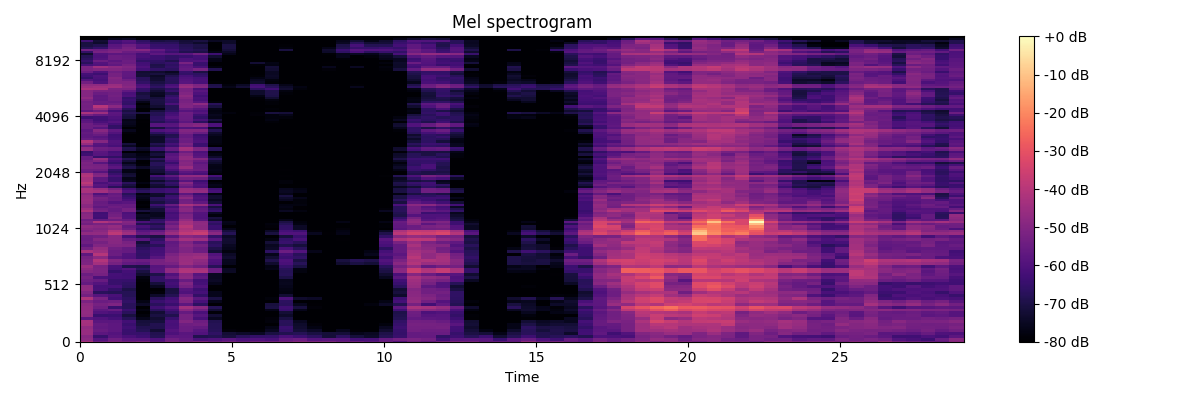 Mel spectrogram
Hz
8192
4096
2048
1024
512
0
0 5 10 15 20 25
Time
+0 dB
-10 dB
-20 dB
-30 dB
-40 dB
-50 dB
-60 dB
-70 dB
-80 dB